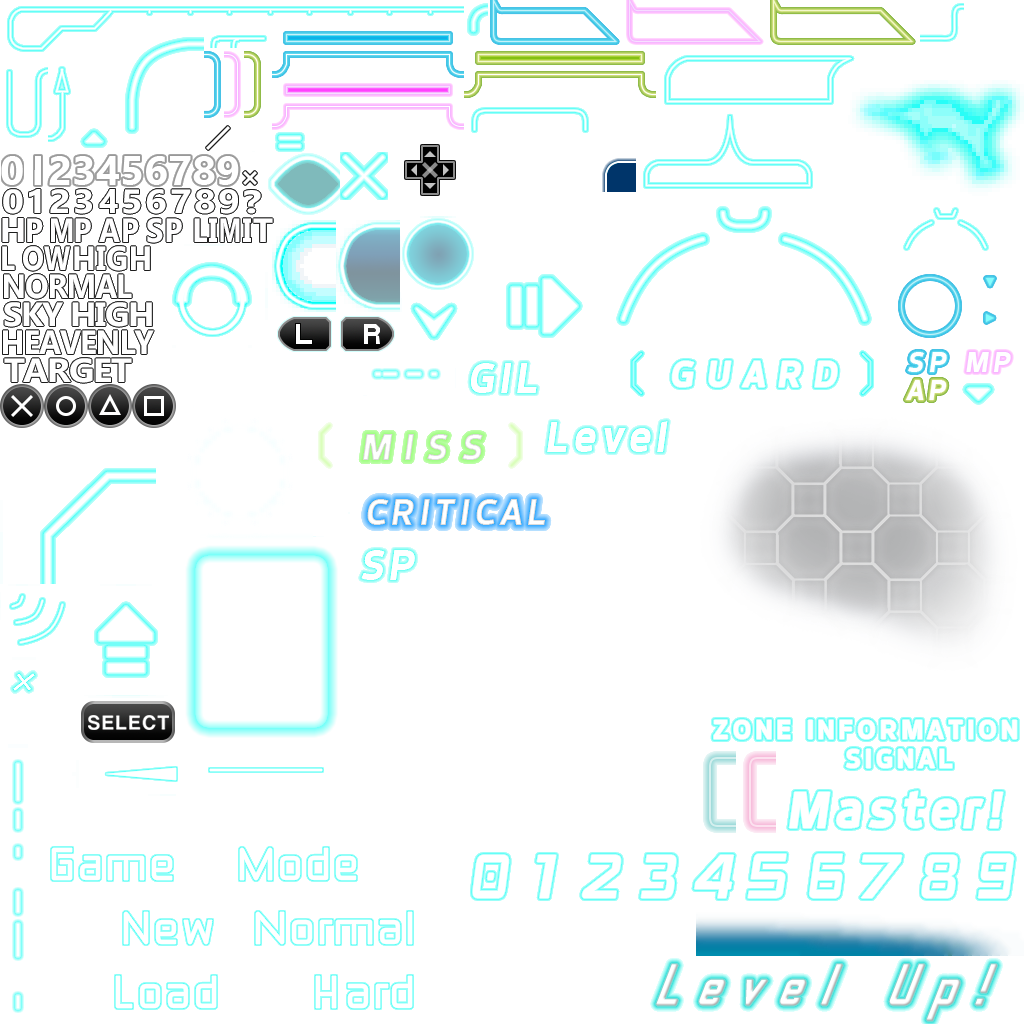 0123456789×
0123456789?
HP MP AP SP LIMIT
LOWHIGH
NORMAL
SKY HIGH
HEAVENLY
TARGET
L R
GIL
( GUARD )
SP MP
AP
( MISS )
Level
CRITICAL
SP
SELECT
ZONE INFORMATION
SIGNAL
Master!
Game Mode
0123456789
New Normal
Load Hard
Level Up!